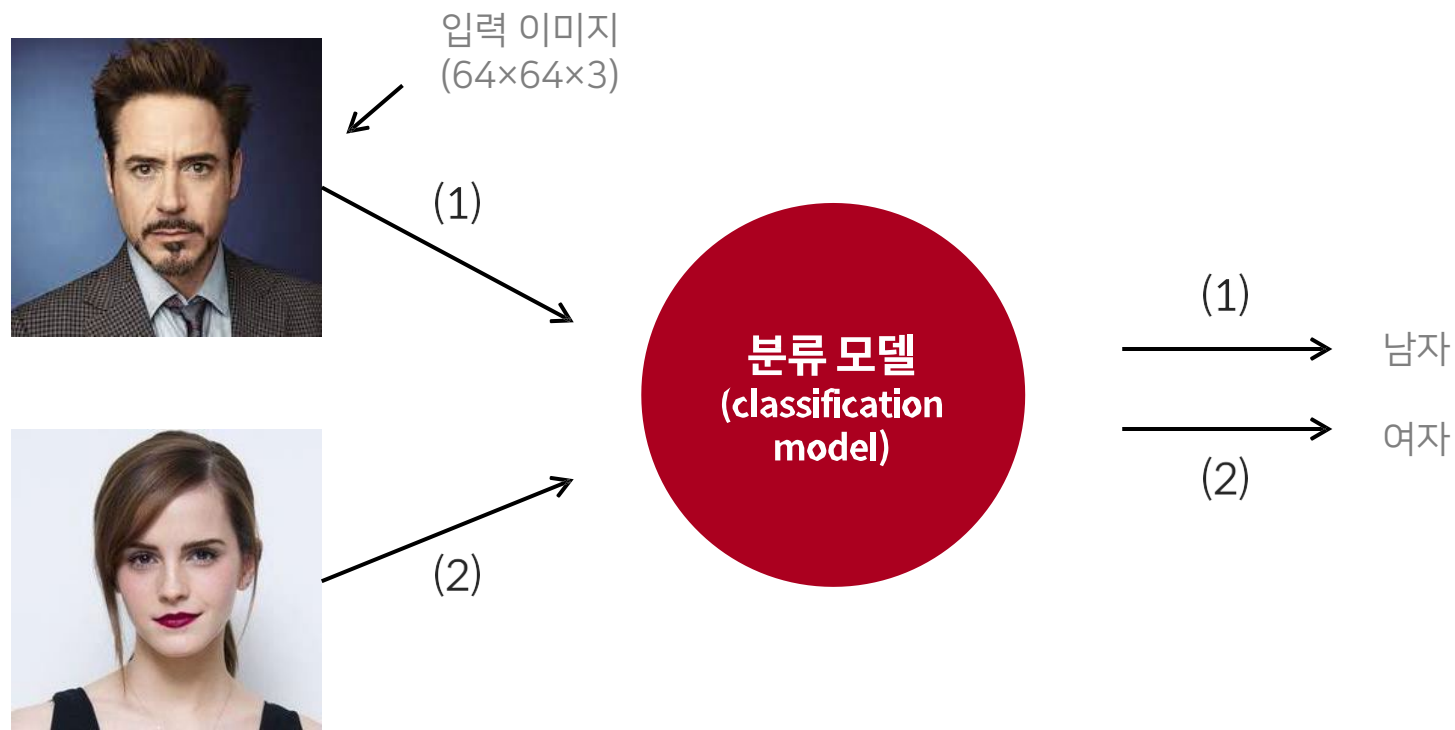 입력 이미지
(64×64×3)
(1)
(1)
분류 모델
(classification
model)
남자
여자
(2)
(2)